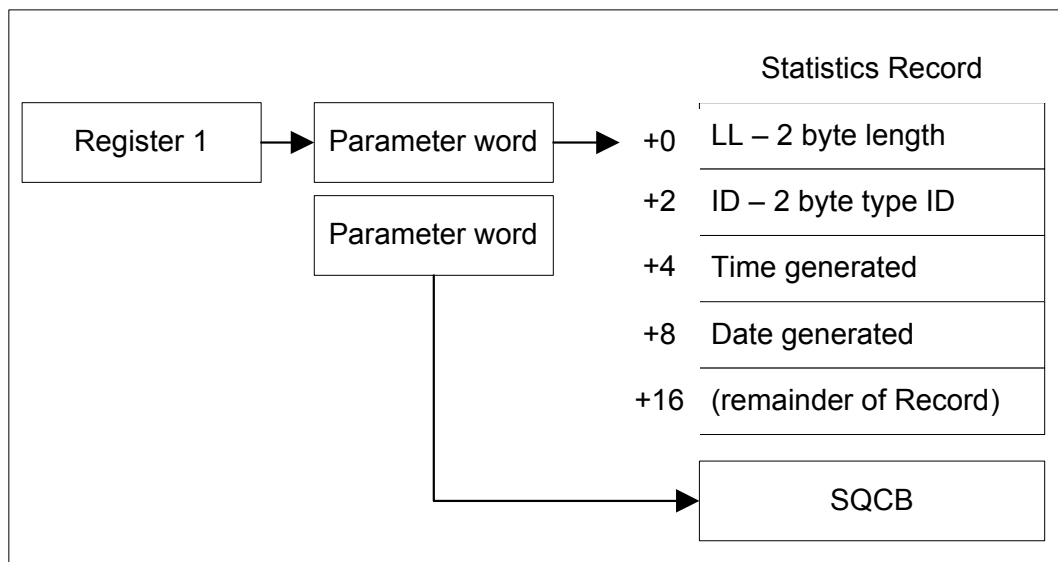 Statistics Record
Register 1
Parameter word
+0
LL – 2 byte length
+2
ID – 2 byte type ID
Parameter word
+4
Time generated
+8
Date generated
+16
(remainder of Record)
SQCB